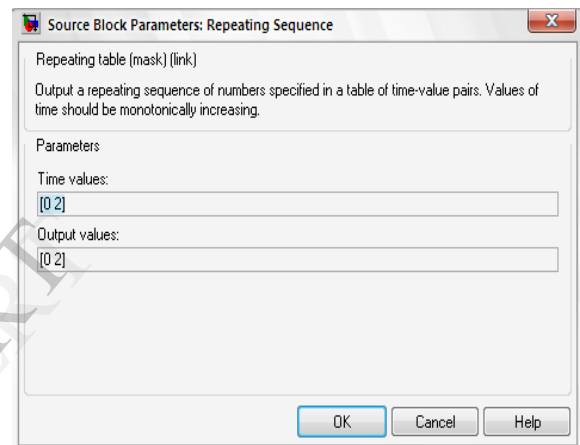 Source Block Parameters: Repeating Sequence
Repeating table (mask) (link)
Output a repeating sequence of numbers specified in a table of time-value pairs. Values of
time should be monotonically increasing.
Parameters
Time values:
[0 2]
Output values:
[0 2]
OK Cancel Help